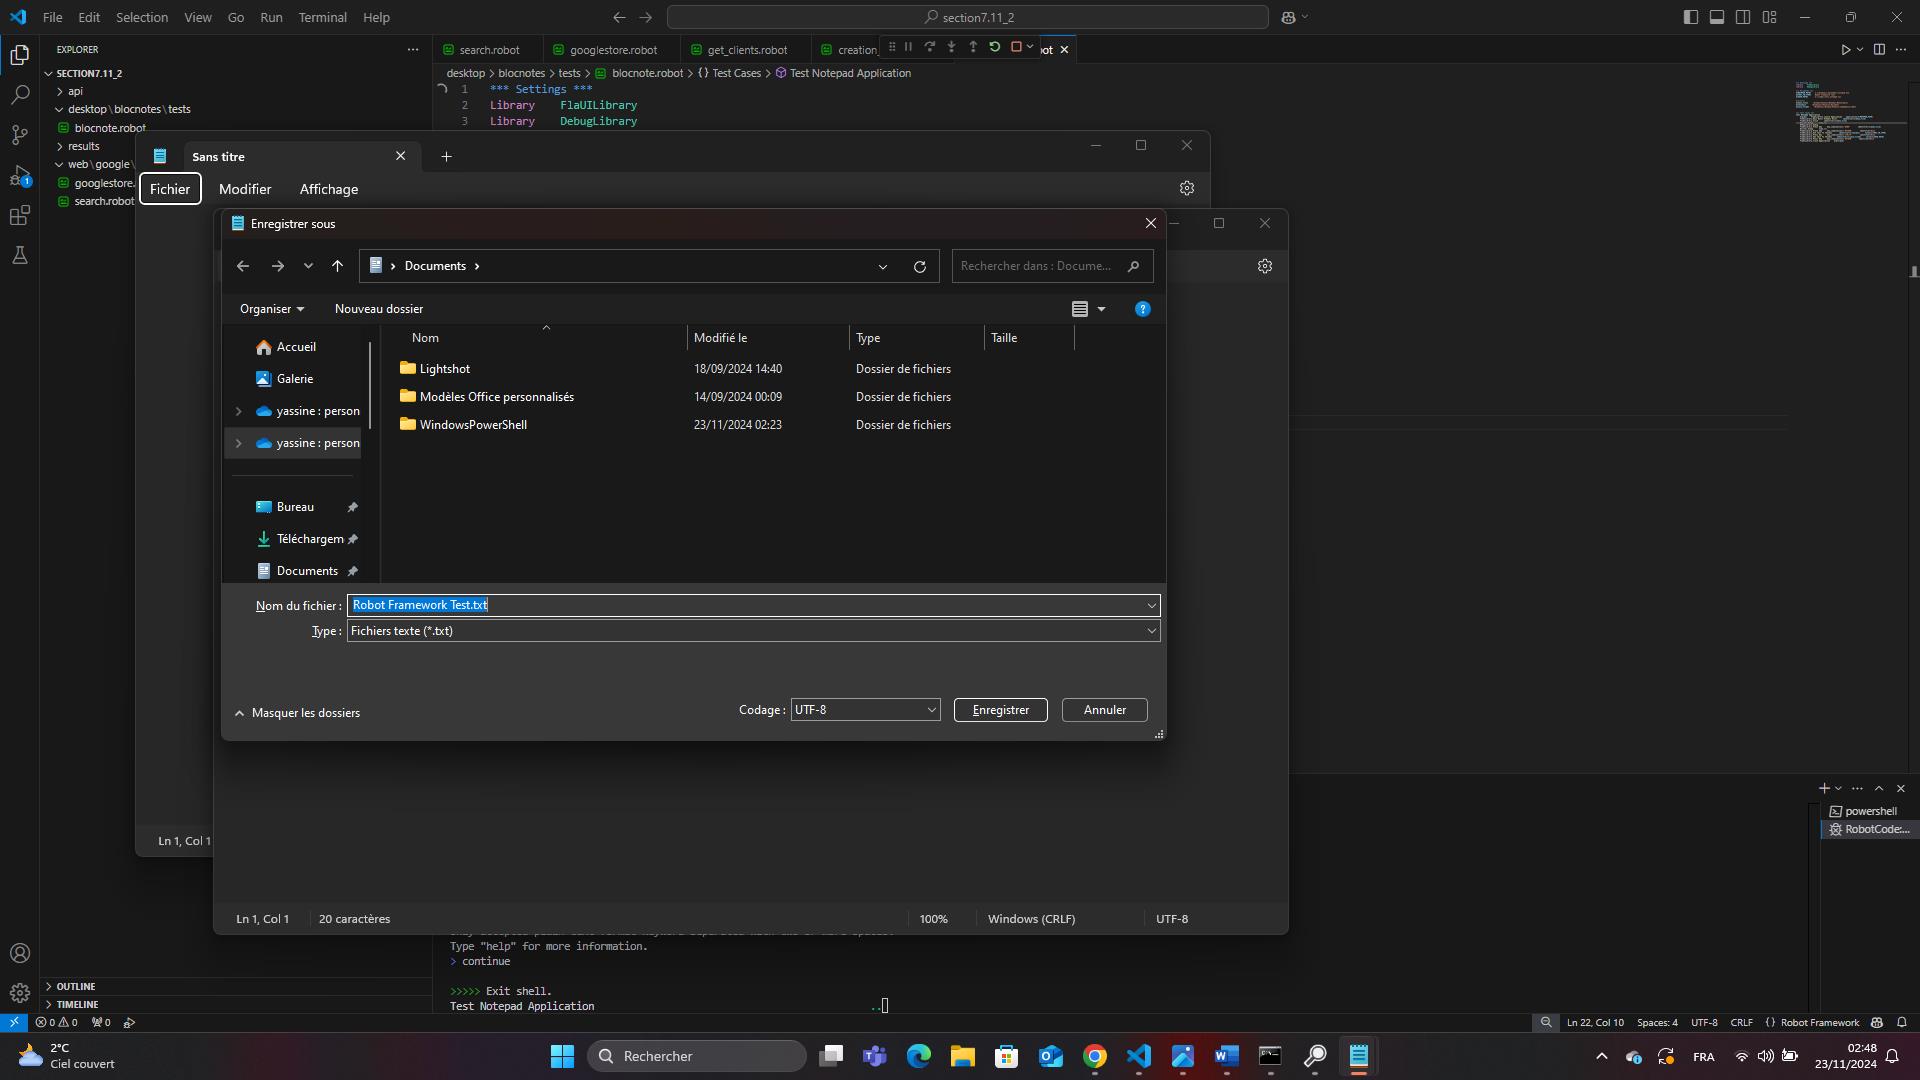 File Edit Selection View Go Run Terminal Help
section7.11_2
EXPLORER
search.robot googlestore.robot get_clients.robot creation_ bot
SECTION7.11_2
desktop > blocnotes > tests > blocnote.robot > {} Test Cases > Test Notepad Application
api
desktop\blocnotes\tests
blocnote.robot
results
web\google\
googlestore.
search.robot
1 *** Settings ***
2 Library FlaUILibrary
3 Library DebugLibrary
Sans titre
Fichier Modifier Affichage
Enregistrer sous
Documents
Rechercher dans : Docume...
Organiser Nouveau dossier
Nom Modifié le Type Taille
Accueil
Galerie
yassine : person
yassine : person
Bureau
Téléchargem
Documents
Lightshot 18/09/2024 14:40 Dossier de fichiers
Modèles Office personnalisés 14/09/2024 00:09 Dossier de fichiers
WindowsPowerShell 23/11/2024 02:23 Dossier de fichiers
Nom du fichier : Robot Framework Test.txt
Type : Fichiers texte (*.txt)
Masquer les dossiers
Codage : UTF-8 Enregistrer Annuler
powershell
RobotCode:...
Ln 1, Col 1
Ln 1, Col 1 20 caractères 100% Windows (CRLF) UTF-8
Type "help" for more information.
> continue
>>>>> Exit shell.
Test Notepad Application ..
OUTLINE
TIMELINE
1
0 0 0
Ln 22, Col 10 Spaces: 4 UTF-8 CRLF {} Robot Framework
2°C
Ciel couvert
Rechercher
FRA
02:48
23/11/2024